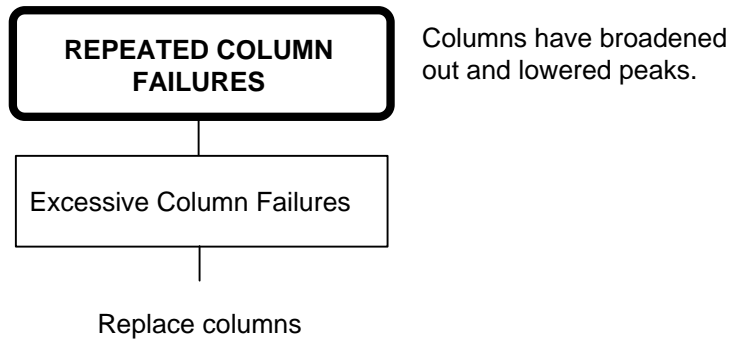 REPEATED COLUMN
FAILURES
Columns have broadened
out and lowered peaks.
Excessive Column Failures
Replace columns